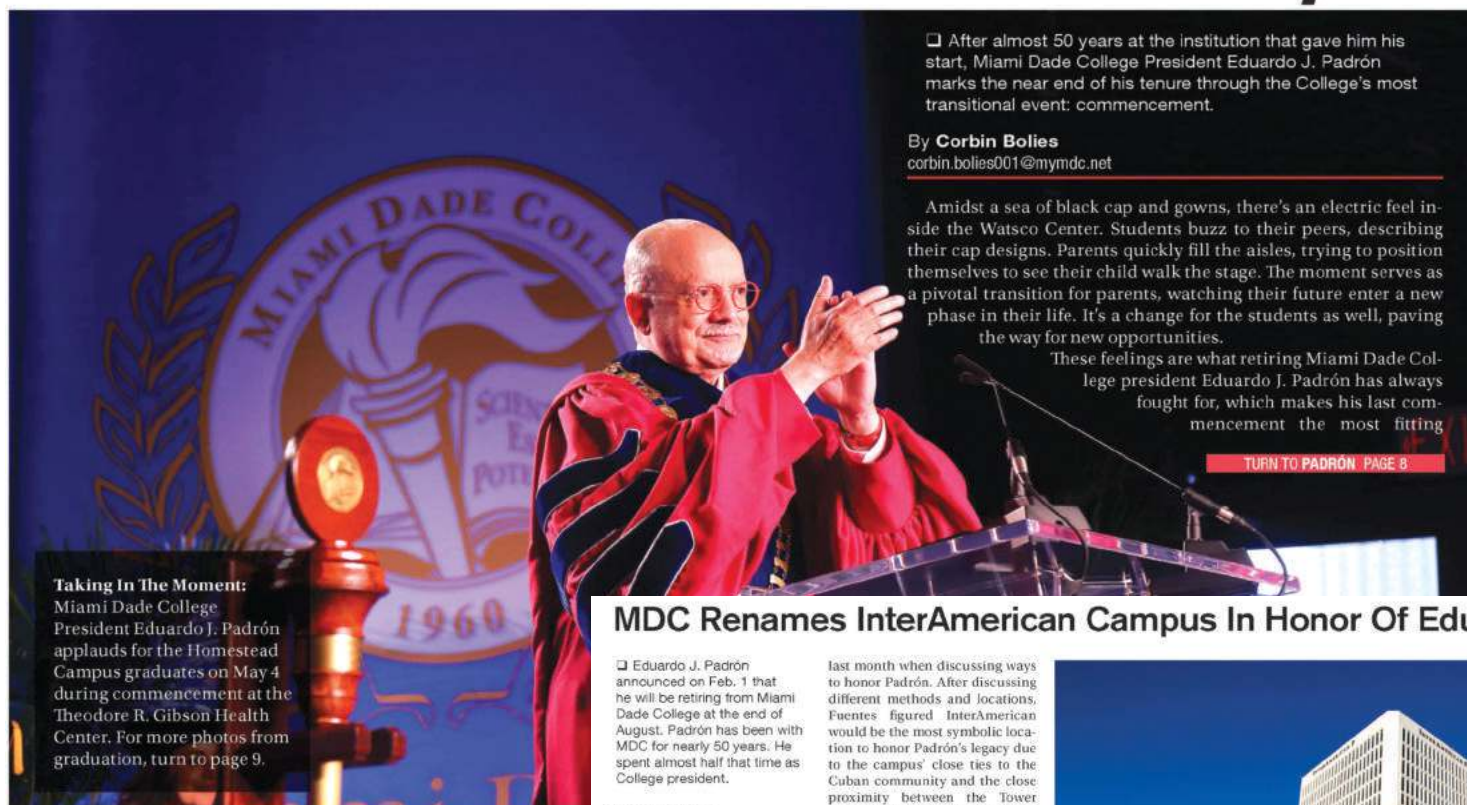 ❑ After almost 50 years at the institution that gave him his
start, Miami Dade College President Eduardo J. Padrón
marks the near end of his tenure through the College's most
transitional event: commencement.
By Corbin Bolies
corbin.bolies001@mymdc.net
Amidst a sea of black cap and gowns, there's an electric feel in-
side the Watsco Center. Students buzz to their peers, describing
their cap designs. Parents quickly fill the aisles, trying to position
themselves to see their child walk the stage. The moment serves as
a pivotal transition for parents, watching their future enter a new
phase in their life. It's a change for the students as well, paving
the way for new opportunities.
These feelings are what retiring Miami Dade Col-
lege president Eduardo J. Padrón has always
fought for, which makes his last com-
mencement the most fitting
TURN TO PADRÓN PAGE 8
MIAMI DADE COLLE
1960
Taking In The Moment:
Miami Dade College
President Eduardo J. Padrón
applauds for the Homestead
Campus graduates on May 4
during commencement at the
Theodore R. Gibson Health
Center. For more photos from
graduation, turn to page 9.
MDC Renames InterAmerican Campus In Honor Of Edu
❑ Eduardo J. Padrón
announced on Feb. 1 that
he will be retiring from Miami
Dade College at the end of
August. Padrón has been with
MDC for nearly 50 years. He
spent almost half that time as
College president.
last month when discussing ways
to honor Padrón. After discussing
different methods and locations,
Fuentes figured InterAmerican
would be the most symbolic loca-
tion to honor Padrón's legacy due
to the campus' close ties to the
Cuban community and the close
proximity between the Tower